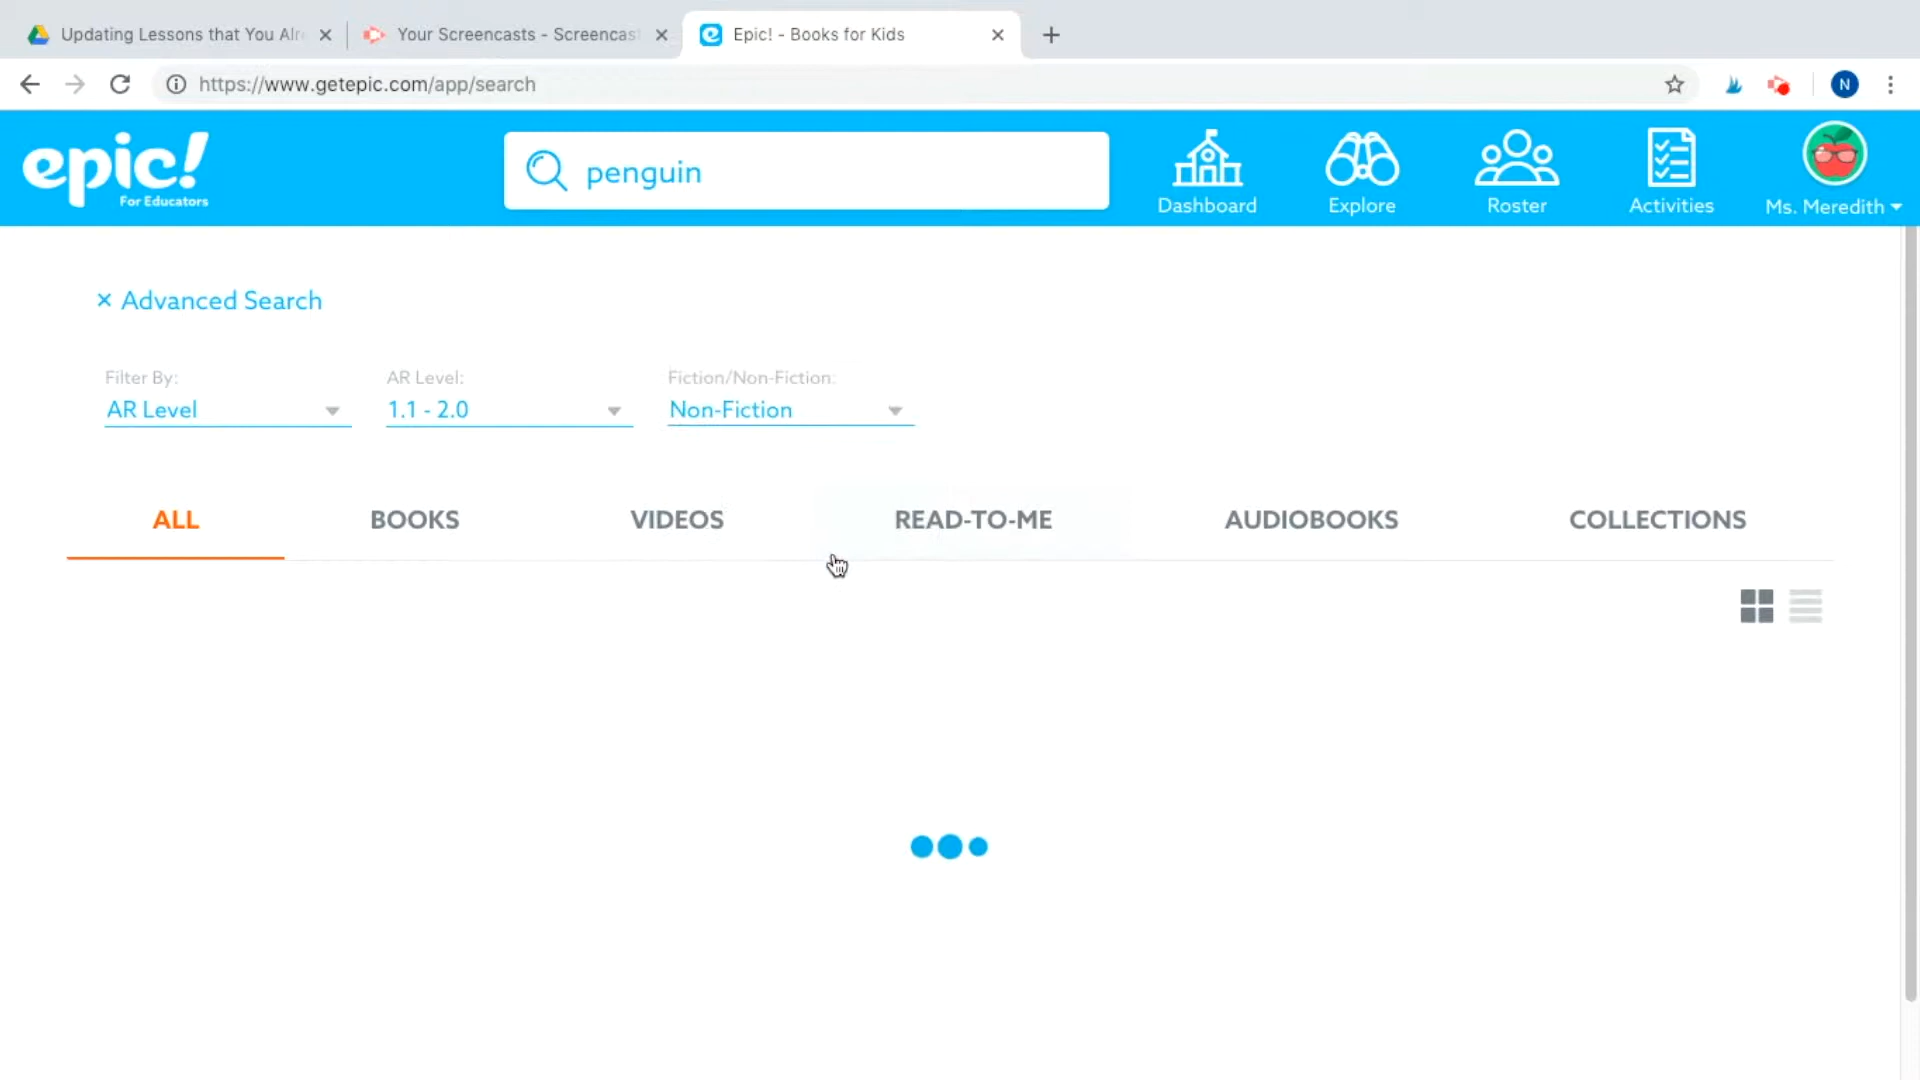 Updating Lessons that You Alr
Your Screencasts - Screencas
Epic! - Books for Kids
https://www.getepic.com/app/search
N
epic!
For Educators
penguin
Dashboard
Explore
Roster
Activities
Ms. Meredith
× Advanced Search
Filter By:
AR Level:
Fiction/Non-Fiction:
AR Level
1.1 - 2.0
Non-Fiction
ALL
BOOKS
VIDEOS
READ-TO-ME
AUDIOBOOKS
COLLECTIONS